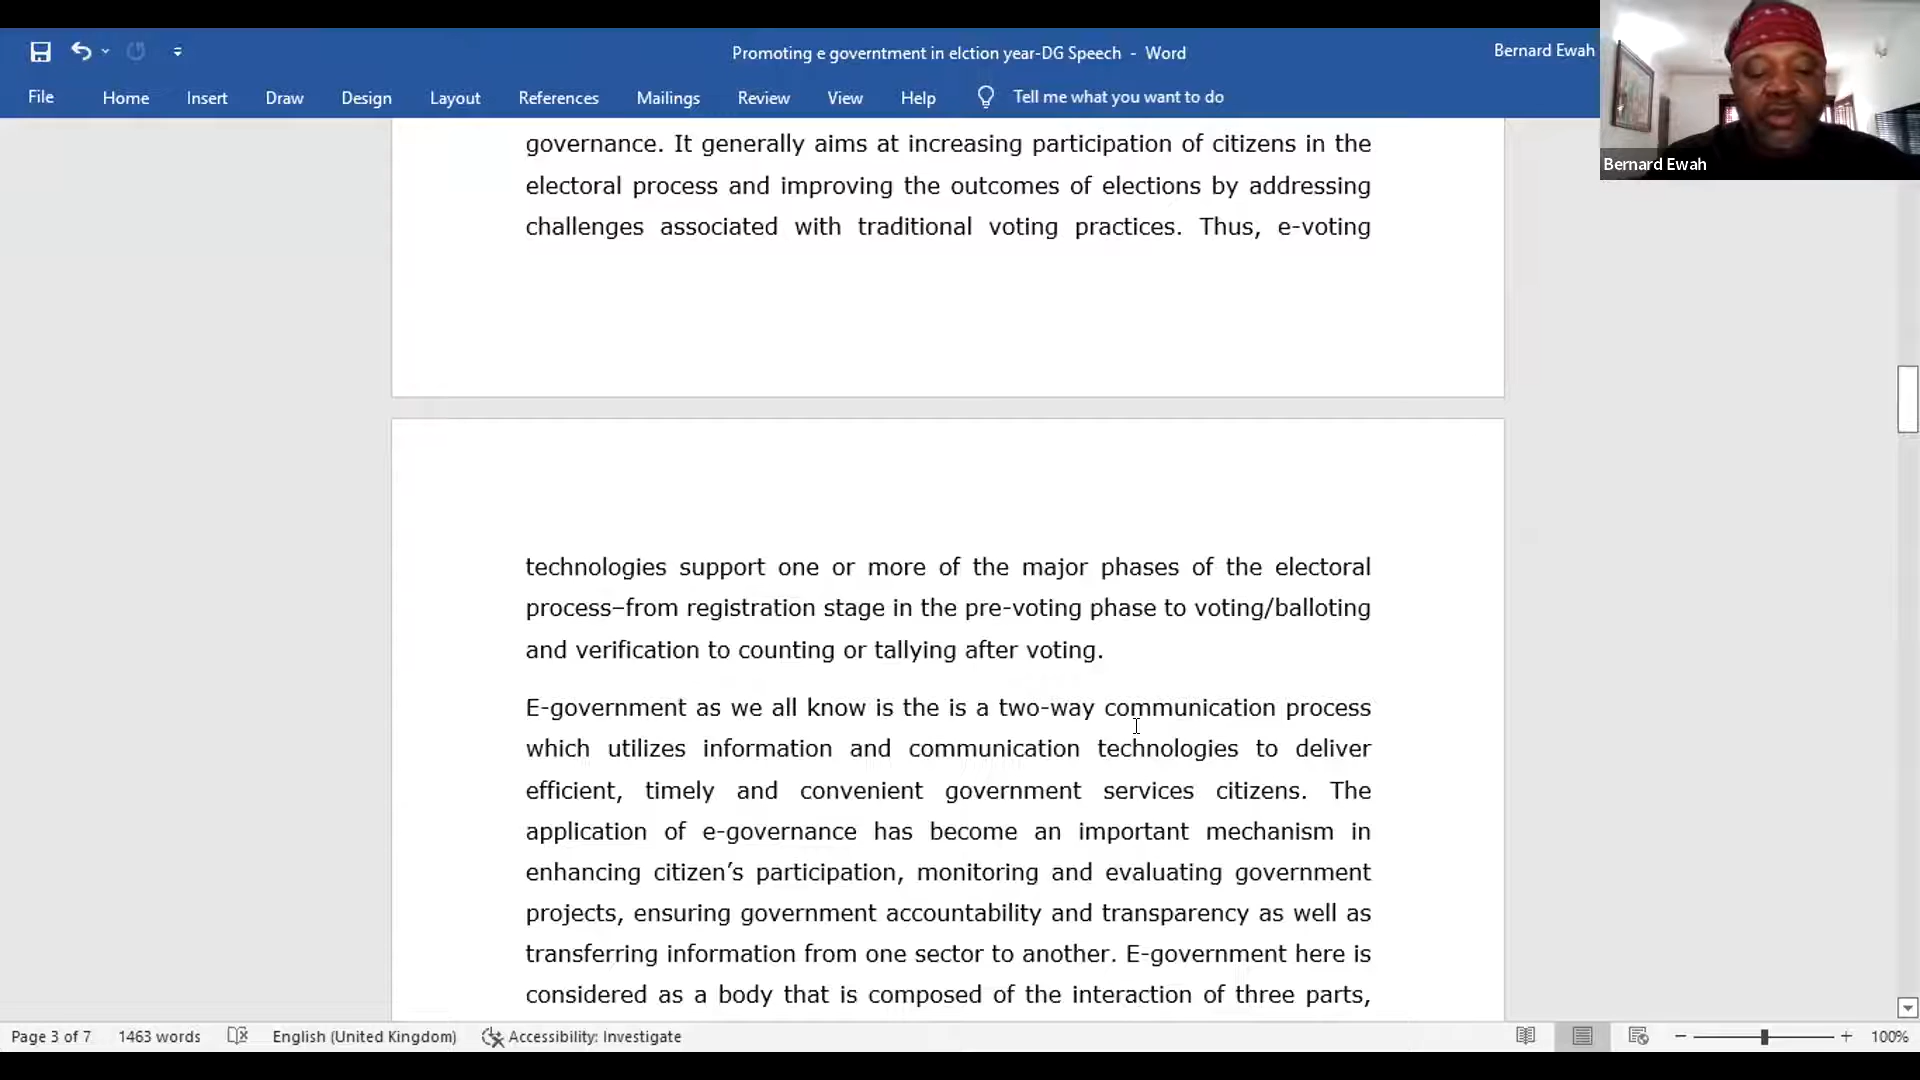 Promoting e governtment in elction year-DG Speech - Word
Bernard Ewah
File Home Insert Draw Design Layout References Mailings Review View Help Tell me what you want to do
Bernard Ewah
governance. It generally aims at increasing participation of citizens in the
electoral process and improving the outcomes of elections by addressing
challenges associated with traditional voting practices. Thus, e-voting
technologies support one or more of the major phases of the electoral
process–from registration stage in the pre-voting phase to voting/balloting
and verification to counting or tallying after voting.
E-government as we all know is the is a two-way communication process
which utilizes information and communication technologies to deliver
efficient, timely and convenient government services citizens. The
application of e-governance has become an important mechanism in
enhancing citizen’s participation, monitoring and evaluating government
projects, ensuring government accountability and transparency as well as
transferring information from one sector to another. E-government here is
considered as a body that is composed of the interaction of three parts,
Page 3 of 7 1463 words English (United Kingdom) Accessibility: Investigate 100%